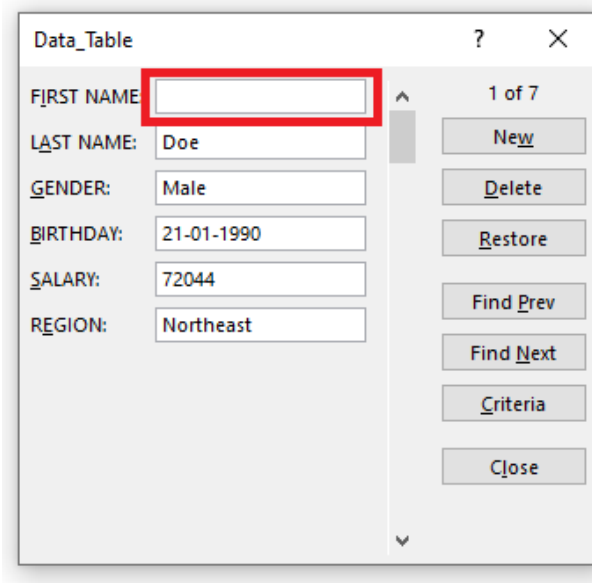 Data_Table ? ×
FIRST NAME: 1 of 7
LAST NAME: Doe New
GENDER: Male Delete
BIRTHDAY: 21-01-1990 Restore
SALARY: 72044 Find Prev
REGION: Northeast Find Next
Criteria
Close